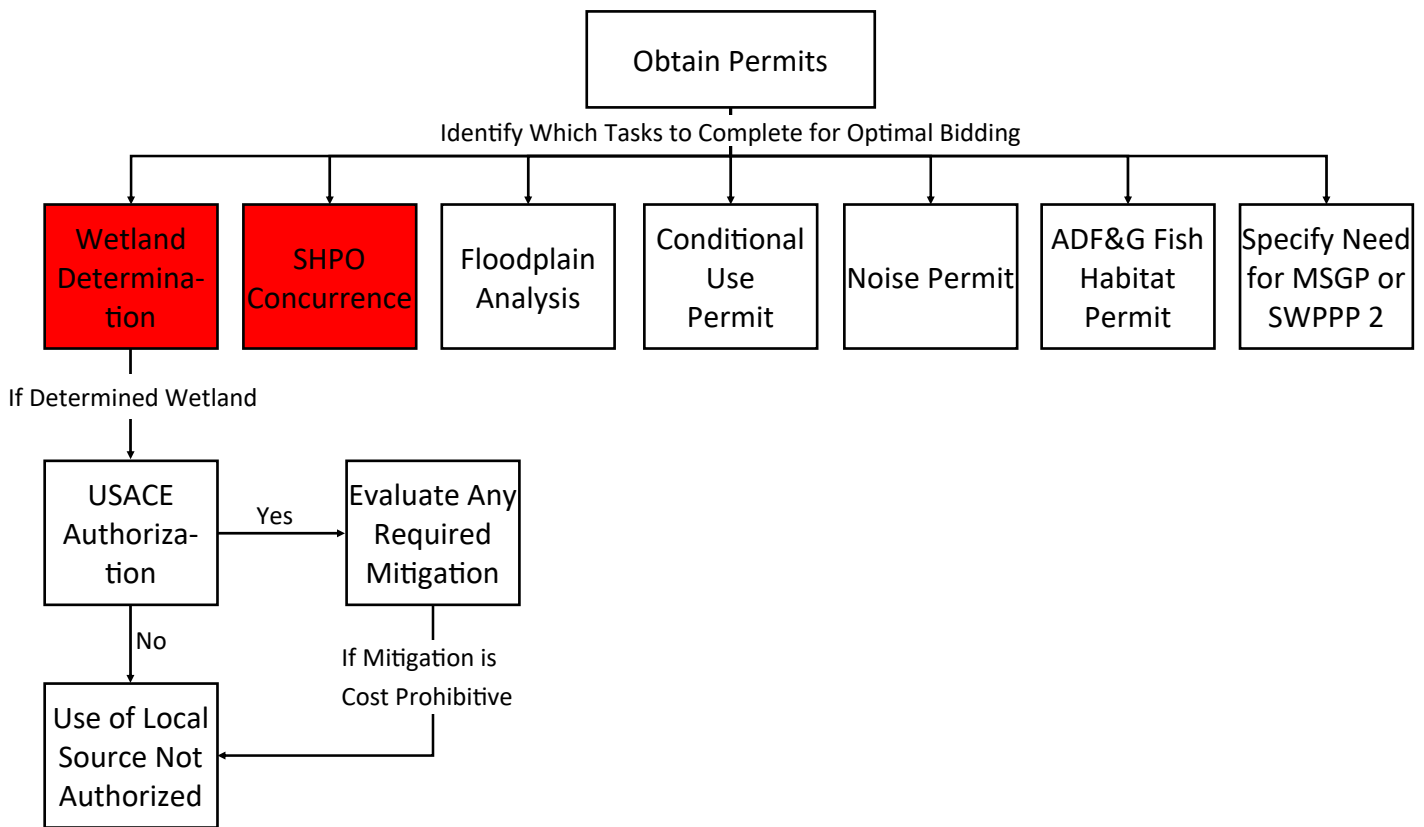 Obtain Permits
Identify Which Tasks to Complete for Optimal Bidding
Wetland
Determina-
tion
SHPO
Concurrence
Floodplain
Analysis
Conditional
Use
Permit
Noise Permit
ADF&G Fish
Habitat
Permit
Specify Need
for MSGP or
SWPPP 2
If Determined Wetland
USACE
Authoriza-
tion
Yes
Evaluate Any
Required
Mitigation
No
If Mitigation is
Cost Prohibitive
Use of Local
Source Not
Authorized